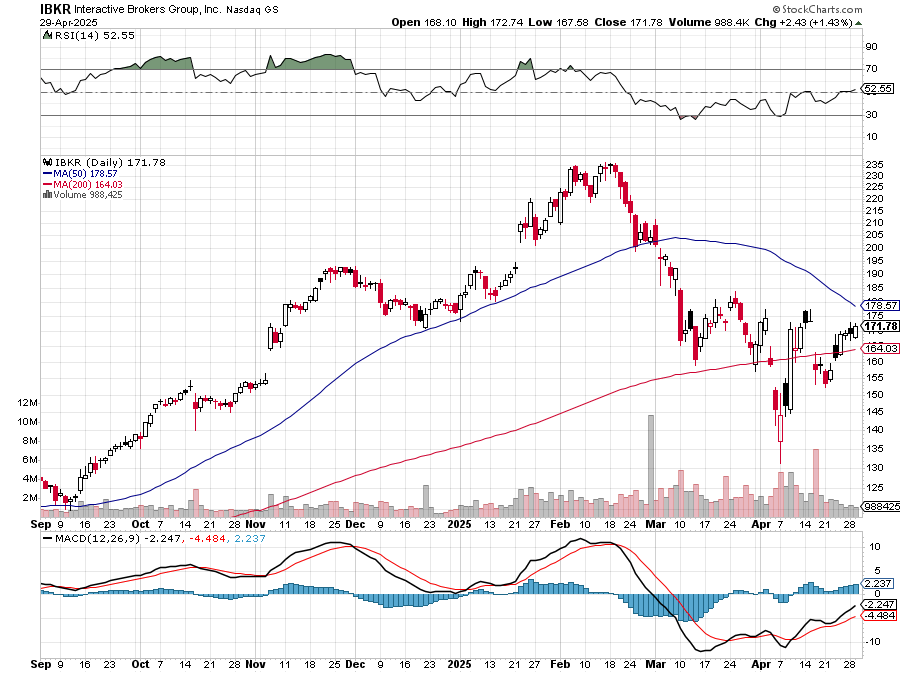 IBKR Interactive Brokers Group, Inc. Nasdaq GS
© StockCharts.com
29-Apr-2025
Open 168.10 High 172.74 Low 167.58 Close 171.78 Volume 988.4K Chg +2.43 (+1.43%)
RSI(14) 52.55
90
70
52.55
30
10
IBKR (Daily) 171.78
MA(50) 178.57
MA(200) 164.03
Volume 988,425
235
230
225
220
215
210
205
200
195
190
185
178.57
175
171.78
164.03
160
155
150
145
140
135
130
125
988425
12M
10M
8M
6M
4M
2M
Sep 9 16 23 Oct 7 14 21 28 Nov 11 18 25 Dec 9 16 23 2025 13 21 27 Feb 10 18 24 Mar 10 17 24 Apr 7 14 21 28
MACD(12,26,9) -2.247, -4.484, 2.237
10
5
2.237
0
-2.247
-4.484
-10
Sep 9 16 23 Oct 7 14 21 28 Nov 11 18 25 Dec 9 16 23 2025 13 21 27 Feb 10 18 24 Mar 10 17 24 Apr 7 14 21 28